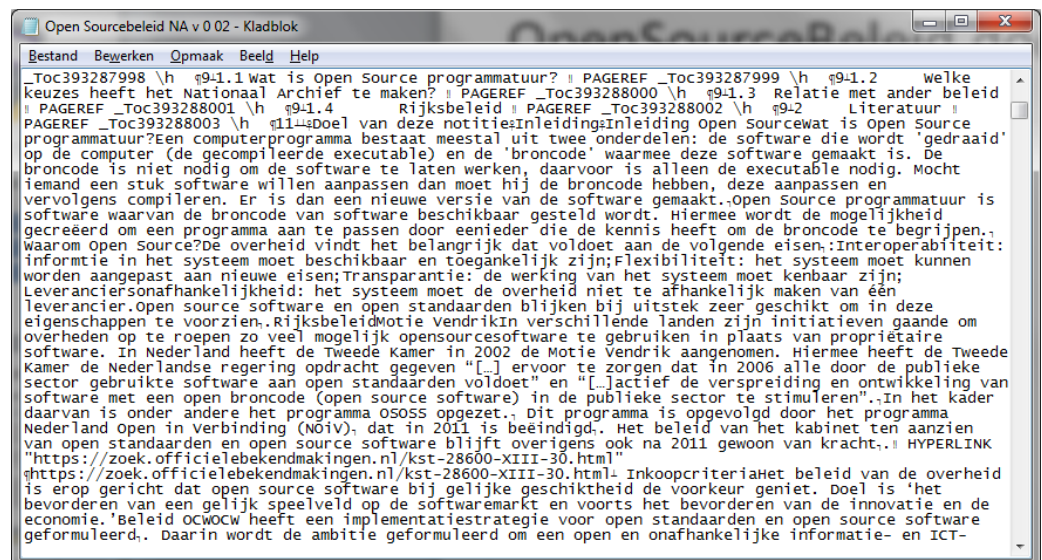 Open Sourcebeleid NA v 0 02 - Kladblok
Bestand Bewerken Opmaak Beeld Help
_Toc393287998 \h ¶9┴1.1 Wat is Open Source programmatuur? ‼ PAGEREF _Toc393287999 \h ¶9┴1.2 Welke
keuzes heeft het Nationaal Archief te maken? ‼ PAGEREF _Toc393288000 \h ¶9┴1.3 Relatie met ander beleid
‼ PAGEREF _Toc393288001 \h ¶9┴1.4 Rijksbeleid ‼ PAGEREF _Toc393288002 \h ¶9┴2 Literatuur ‼
PAGEREF _Toc393288003 \h ¶11┴┴‡Doel van deze notitie‡Inleiding‡Inleiding Open SourceWat is Open Source
programmatuur?Een computerprogramma bestaat meestal uit twee onderdelen: de software die wordt 'gedraaid'
op de computer (de gecompileerde executable) en de 'broncode' waarmee deze software gemaakt is. De
broncode is niet nodig om de software te laten werken, daarvoor is alleen de executable nodig. Mocht
iemand een stuk software willen aanpassen dan moet hij de broncode hebben, deze aanpassen en
vervolgens compileren. Er is dan een nieuwe versie van de software gemaakt.┐Open Source programmatuur is
software waarvan de broncode van software beschikbaar gesteld wordt. Hiermee wordt de mogelijkheid
gecreëerd om een programma aan te passen door eenieder die de kennis heeft om de broncode te begrijpen.┐
Waarom Open Source?De overheid vindt het belangrijk dat voldoet aan de volgende eisen┐:Interoperabiiteit:
informtie in het systeem moet beschikbaar en toegankelijk zijn;Flexibiliteit: het systeem moet kunnen
worden aangepast aan nieuwe eisen;Transparantie: de werking van het systeem moet kenbaar zijn;
Leveranciersonafhankelijkheid: het systeem moet de overheid niet te afhankelijk maken van één
leverancier.Open source software en open standaarden blijken bij uitstek zeer geschikt om in deze
eigenschappen te voorzien┐.RijksbeleidMotie VendrikIn verschillende landen zijn initiatieven gaande om
overheden op te roepen zo veel mogelijk opensourcesoftware te gebruiken in plaats van propriëtaire
software. In Nederland heeft de Tweede Kamer in 2002 de Motie Vendrik aangenomen. Hiermee heeft de Tweede
Kamer de Nederlandse regering opdracht gegeven “[…] ervoor te zorgen dat in 2006 alle door de publieke
sector gebruikte software aan open standaarden voldoet” en “[…]actief de verspreiding en ontwikkeling van
software met een open broncode (open source software) in de publieke sector te stimuleren".┐In het kader
daarvan is onder andere het programma OSOSS opgezet.┐ Dit programma is opgevolgd door het programma
Nederland Open in Verbinding (NOiV)┐ dat in 2011 is beëindigd┐. Het beleid van het kabinet ten aanzien
van open standaarden en open source software blijft overigens ook na 2011 gewoon van kracht┐.‼ HYPERLINK
"https://zoek.officielebekendmakingen.nl/kst-28600-XIII-30.html"
¶https://zoek.officielebekendmakingen.nl/kst-28600-XIII-30.html┴ InkoopcriteriaHet beleid van de overheid
is erop gericht dat open source software bij gelijke geschiktheid de voorkeur geniet. Doel is ‘het
bevorderen van een gelijk speelveld op de softwaremarkt en voorts het bevorderen van de innovatie en de
economie.’Beleid OCWOCW heeft een implementatiestrategie voor open standaarden en open source software
geformuleerd┐. Daarin wordt de ambitie geformuleerd om een open en onafhankelijke informatie- en ICT-